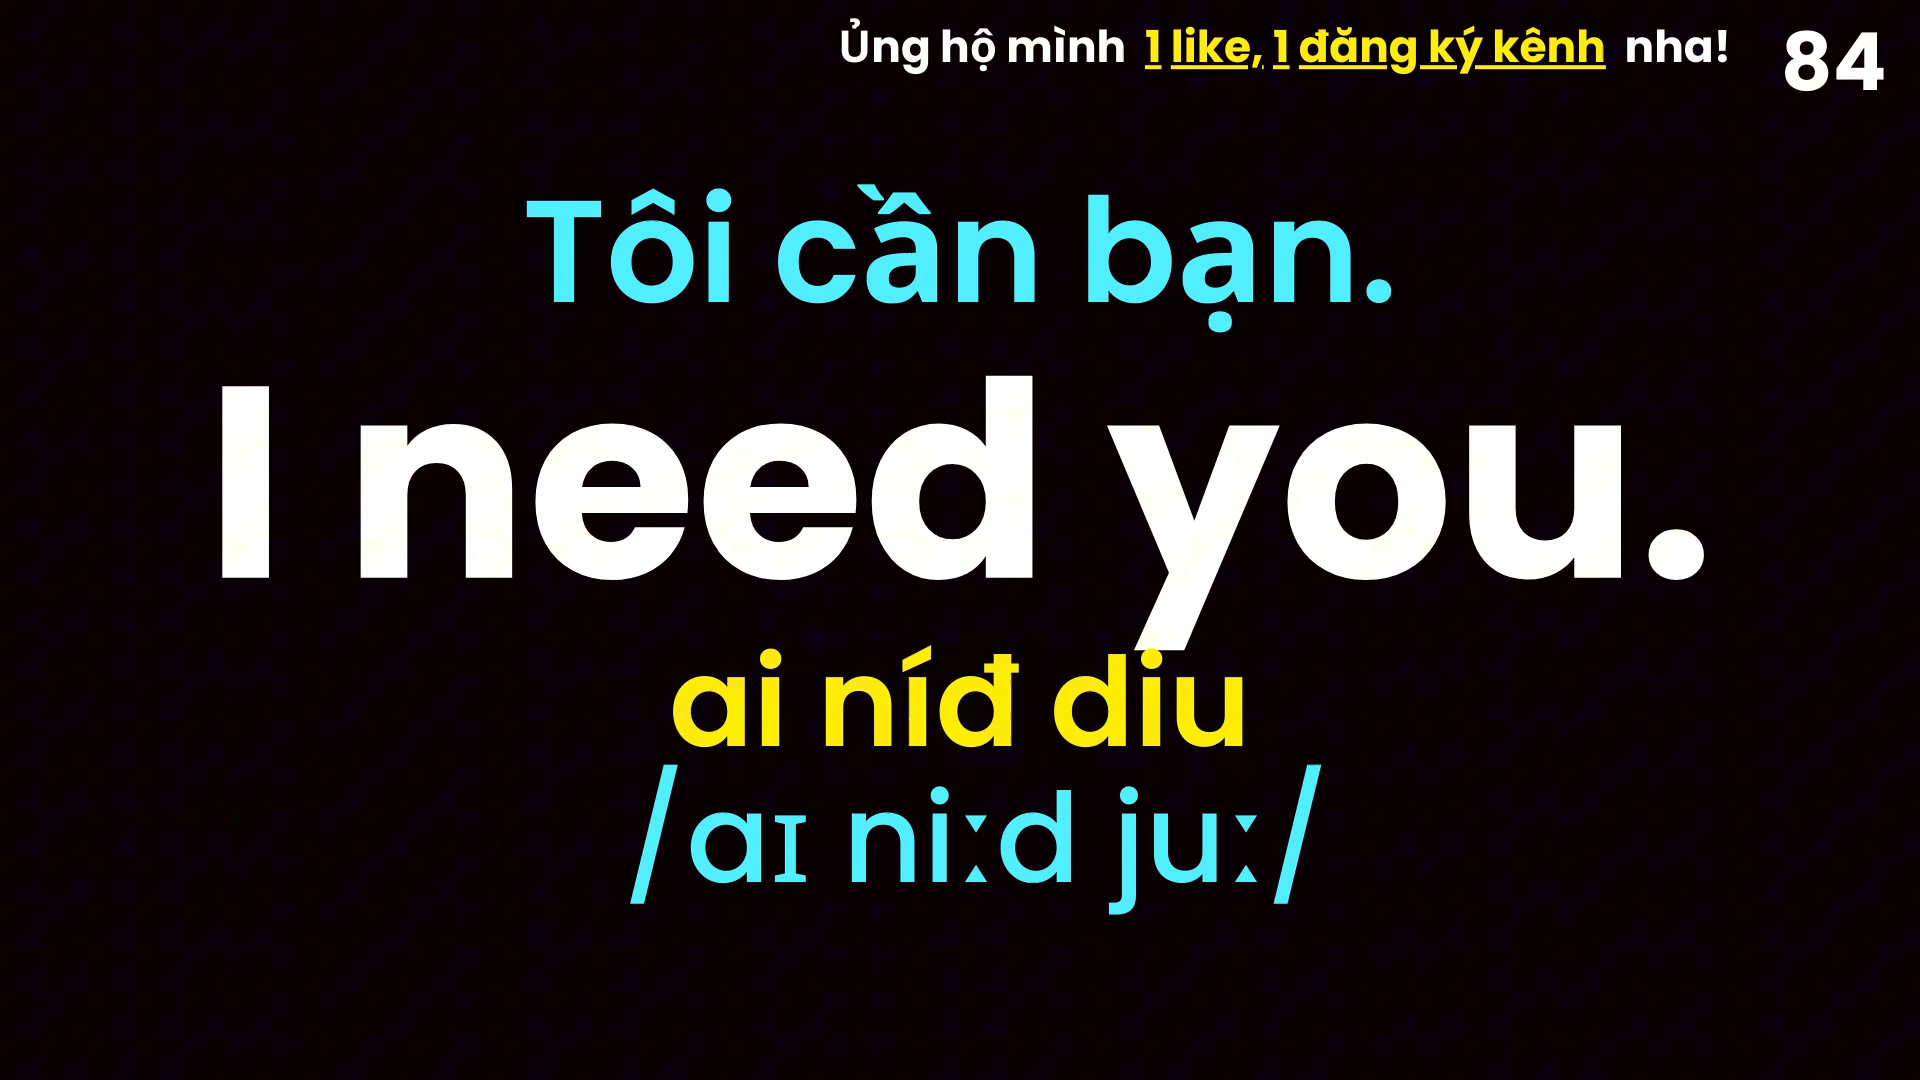 Ủng hộ mình 1 like, 1 đăng ký kênh nha! 84
Tôi cần bạn.
I need you.
ai níđ diu
/aɪ niːd juː/